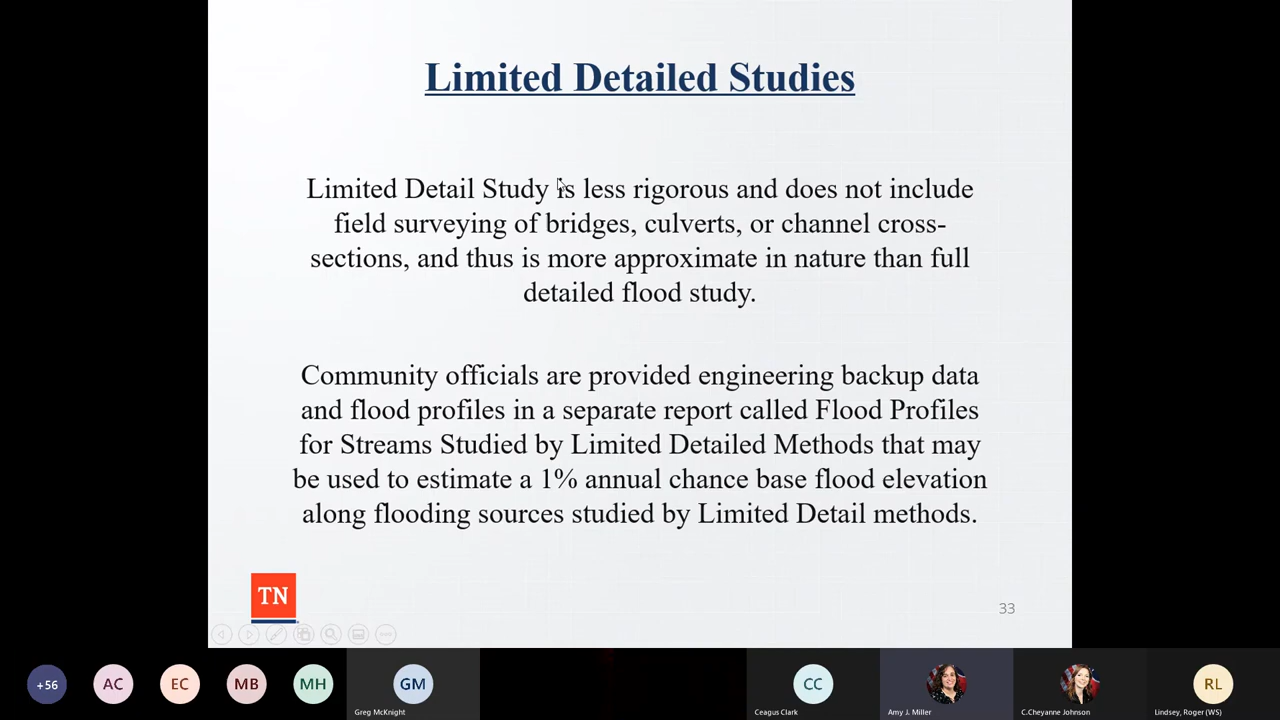 Limited Detailed Studies
Limited Detail Study is less rigorous and does not include
field surveying of bridges, culverts, or channel cross-
sections, and thus is more approximate in nature than full
detailed flood study.
Community officials are provided engineering backup data
and flood profiles in a separate report called Flood Profiles
for Streams Studied by Limited Detailed Methods that may
be used to estimate a 1% annual chance base flood elevation
along flooding sources studied by Limited Detail methods.
TN
33
+56
AC
EC
MB
MH
GM
Greg McKnight
CC
Ceagus Clark
Amy J. Miller
C.Cheyanne Johnson
RL
Lindsey, Roger (WS)